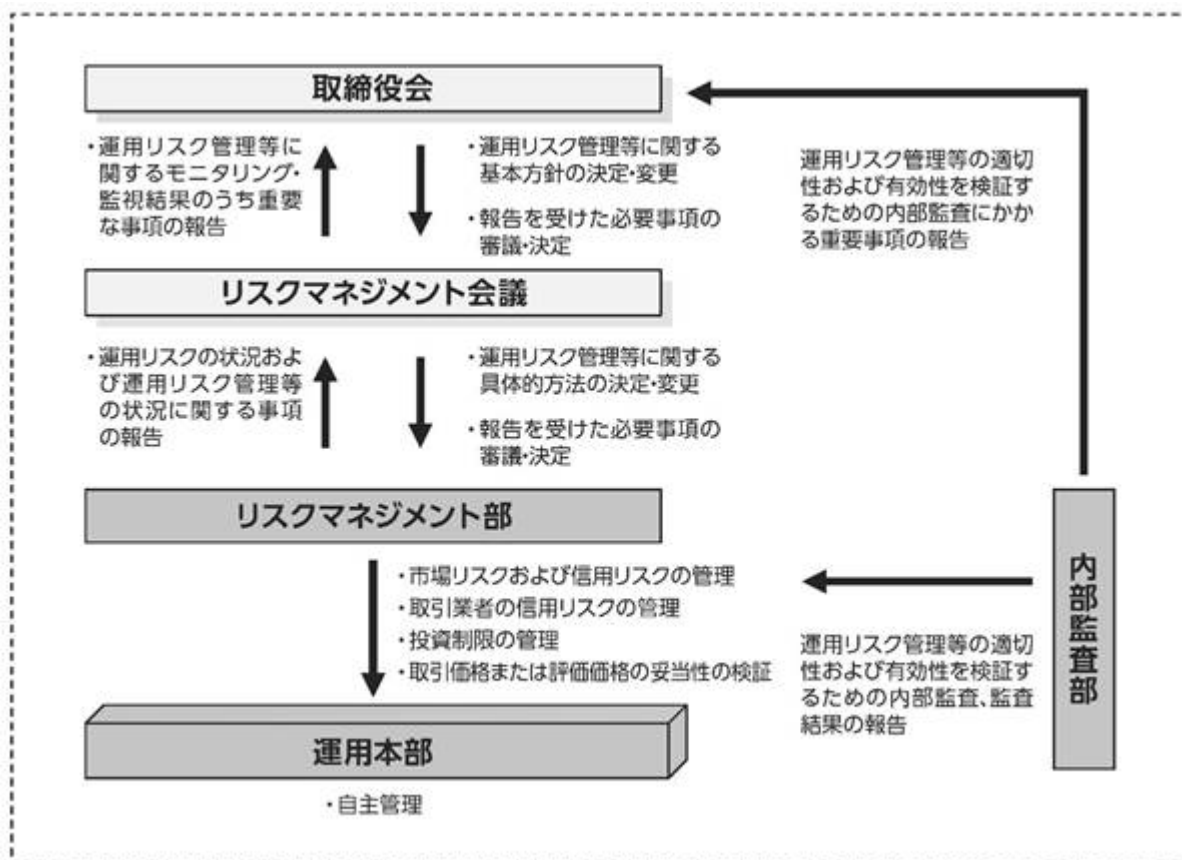 取締役会
・運用リスク管理等に
関するモニタリング・
監視結果のうち重要
な事項の報告
・運用リスク管理等に関する
基本方針の決定・変更
・報告を受けた必要事項の
審議・決定
運用リスク管理等の適切
性および有効性を検証す
るための内部監査にかか
る重要事項の報告
リスクマネジメント会議
・運用リスクの状況およ
び運用リスク管理等
の状況に関する事項
の報告
・運用リスク管理等に関する
具体的方法の決定・変更
・報告を受けた必要事項の
審議・決定
リスクマネジメント部
・市場リスクおよび信用リスクの管理
・取引業者の信用リスクの管理
・投資制限の管理
・取引価格または評価価格の妥当性の検証
運用リスク管理等の適切
性および有効性を検証す
るための内部監査、監査
結果の報告
内部監査部
運用本部
・自主管理